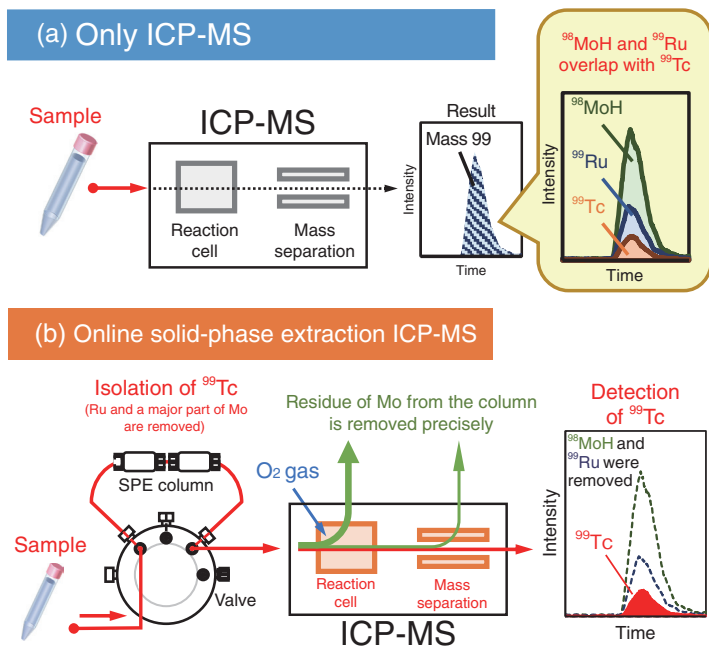 (a) Only ICP-MS
⁹⁸MoH and ⁹⁹Ru
overlap with ⁹⁹Tc
Sample
ICP-MS
Reaction
cell
Mass
separation
Result
Mass 99
Intensity
Time
⁹⁸MoH
⁹⁹Ru
⁹⁹Tc
Intensity
Time
(b) Online solid-phase extraction ICP-MS
Isolation of ⁹⁹Tc
(Ru and a major part of Mo
are removed)
SPE column
Sample
Valve
Residue of Mo from the column
is removed precisely
O₂ gas
Reaction
cell
Mass
separation
ICP-MS
Detection
of ⁹⁹Tc
⁹⁸MoH and
⁹⁹Ru were
removed
⁹⁹Tc
Intensity
Time